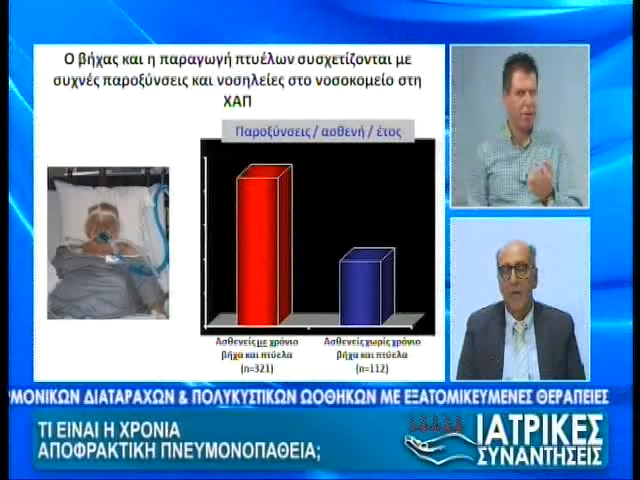 Ο βήχας και η παραγωγή πτυέλων συσχετίζονται με
συχνές παροξύνσεις και νοσηλείες στο νοσοκομείο στη
ΧΑΠ
Παροξύνσεις / ασθενή / έτος
Ασθενείς με χρόνιο
βήχα και πτύελα
(n=321)
Ασθενείς χωρίς χρόνιο
βήχα και πτύελα
(n=112)
ΡΜΟΝΙΚΩΝ ΔΙΑΤΑΡΑΧΩΝ & ΠΟΛΥΚΥΣΤΙΚΩΝ ΩΟΘΗΚΩΝ ΜΕ ΕΞΑΤΟΜΙΚΕΥΜΕΝΕΣ ΘΕΡΑΠΕΙΕΣ
ΤΙ ΕΙΝΑΙ Η ΧΡΟΝΙΑ
ΑΠΟΦΡΑΚΤΙΚΗ ΠΝΕΥΜΟΝΟΠΑΘΕΙΑ;
ΙΑΤΡΙΚΕΣ
ΣΥΝΑΝΤΗΣΕΙΣ